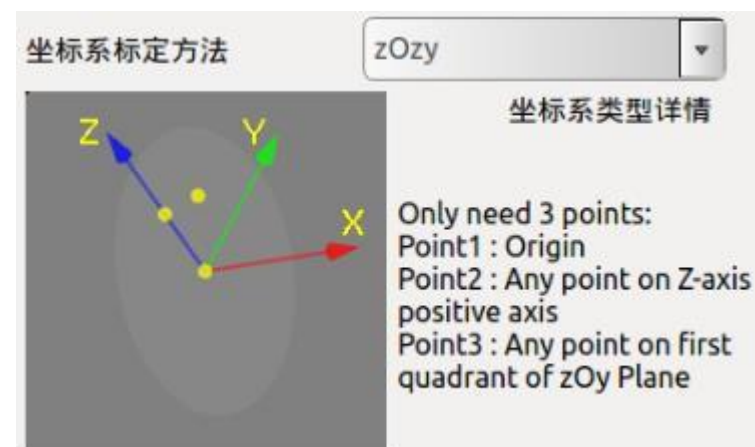 坐标系标定方法
zOzy
坐标系类型详情
Z
Y
X
Only need 3 points:
Point1 : Origin
Point2 : Any point on Z-axis
positive axis
Point3 : Any point on first
quadrant of zOy Plane